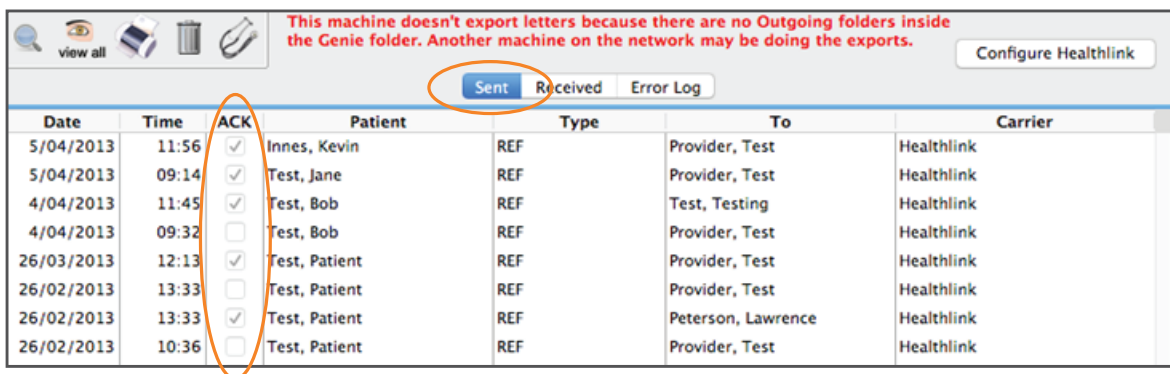 This machine doesn't export letters because there are no Outgoing folders inside
the Genie folder. Another machine on the network may be doing the exports.
view all
Configure Healthlink
Sent Received Error Log
Date Time ACK Patient Type To Carrier
5/04/2013 11:56 Innes, Kevin REF Provider, Test Healthlink
5/04/2013 09:14 Test, Jane REF Provider, Test Healthlink
4/04/2013 11:45 Test, Bob REF Test, Testing Healthlink
4/04/2013 09:32 Test, Bob REF Provider, Test Healthlink
26/03/2013 12:13 Test, Patient REF Provider, Test Healthlink
26/02/2013 13:33 Test, Patient REF Provider, Test Healthlink
26/02/2013 13:33 Test, Patient REF Peterson, Lawrence Healthlink
26/02/2013 10:36 Test, Patient REF Provider, Test Healthlink